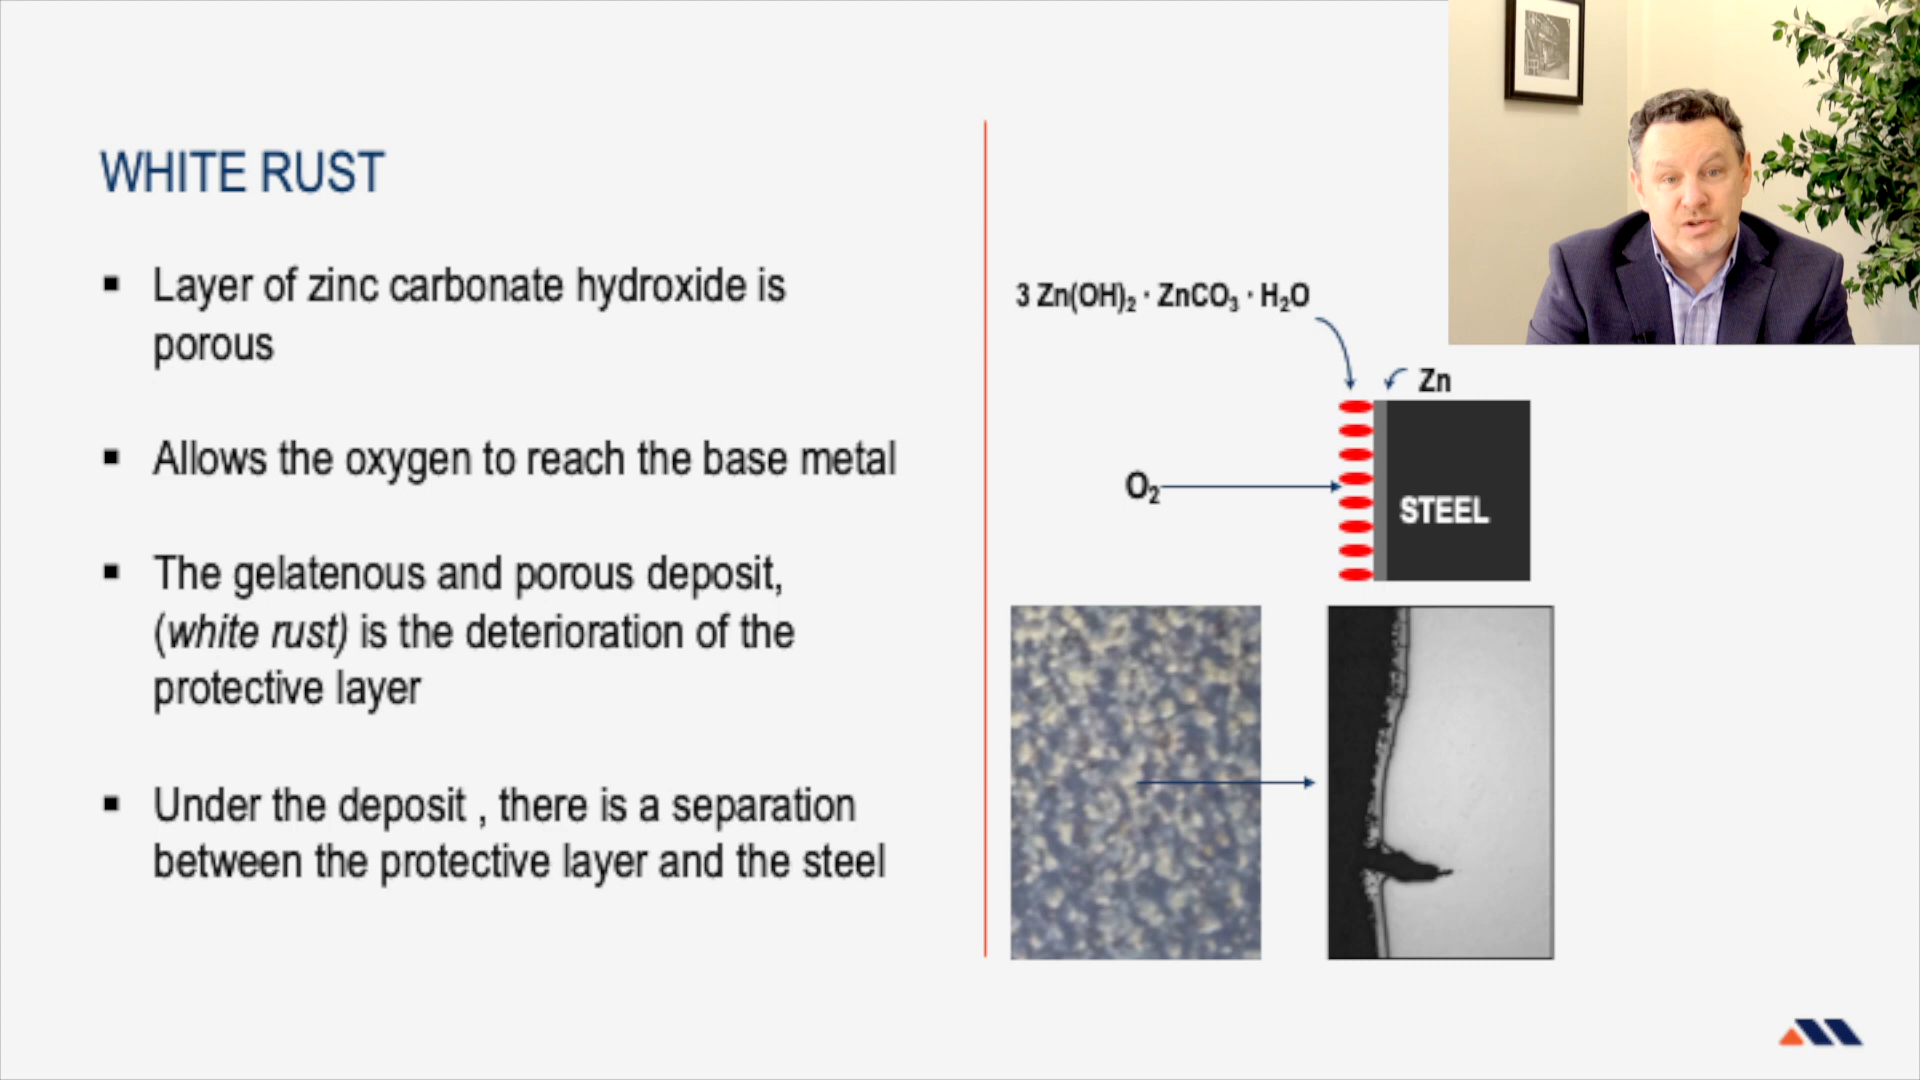 WHITE RUST
▪ Layer of zinc carbonate hydroxide is
porous
▪ Allows the oxygen to reach the base metal
▪ The gelatenous and porous deposit,
(white rust) is the deterioration of the
protective layer
▪ Under the deposit , there is a separation
between the protective layer and the steel
3 Zn(OH)₂ · ZnCO₃ · H₂O
Zn
O₂
STEEL